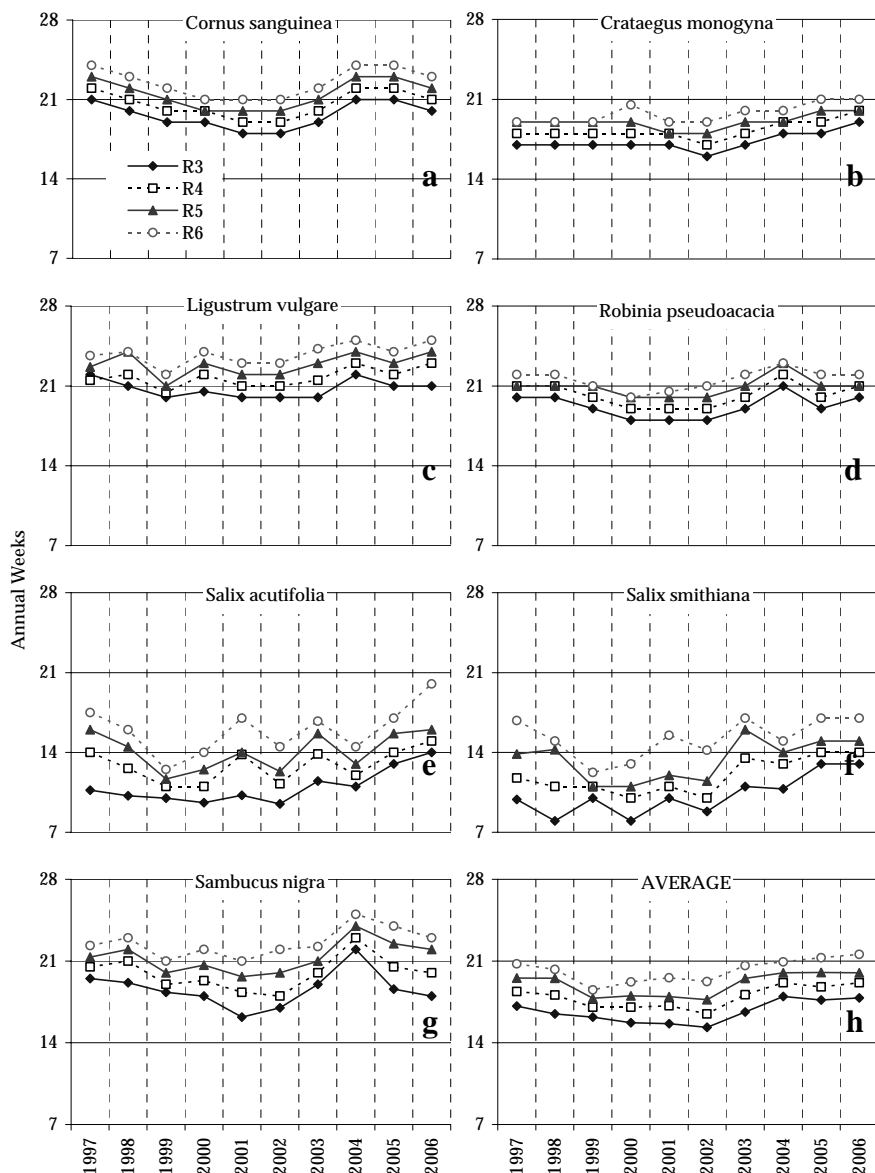 28
Cornus sanguinea
21
14
7
R3
R4
R5
R6
a
28
Crataegus monogyna
21
14
7
b
28
Ligustrum vulgare
21
14
7
c
28
Robinia pseudoacacia
21
14
7
d
Annual Weeks
28
Salix acutifolia
21
14
7
e
28
Salix smithiana
21
14
7
f
28
Sambucus nigra
21
14
7
g
1997
1998
1999
2000
2001
2002
2003
2004
2005
2006
28
AVERAGE
21
14
7
h
1997
1998
1999
2000
2001
2002
2003
2004
2005
2006